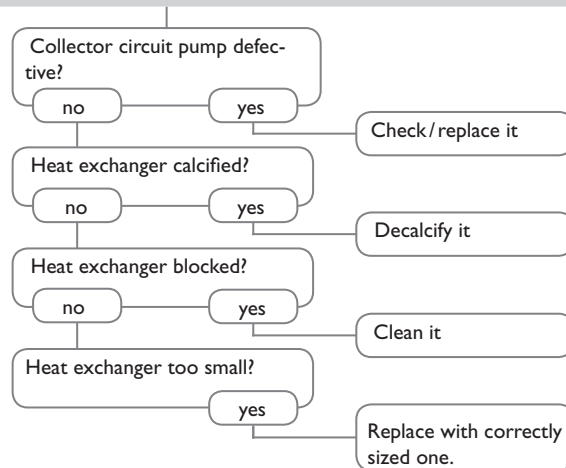 Collector circuit pump defec-
tive?
no
yes
Check/replace it
Heat exchanger calcified?
no
yes
Decalcify it
Heat exchanger blocked?
no
yes
Clean it
Heat exchanger too small?
yes
Replace with correctly
sized one.